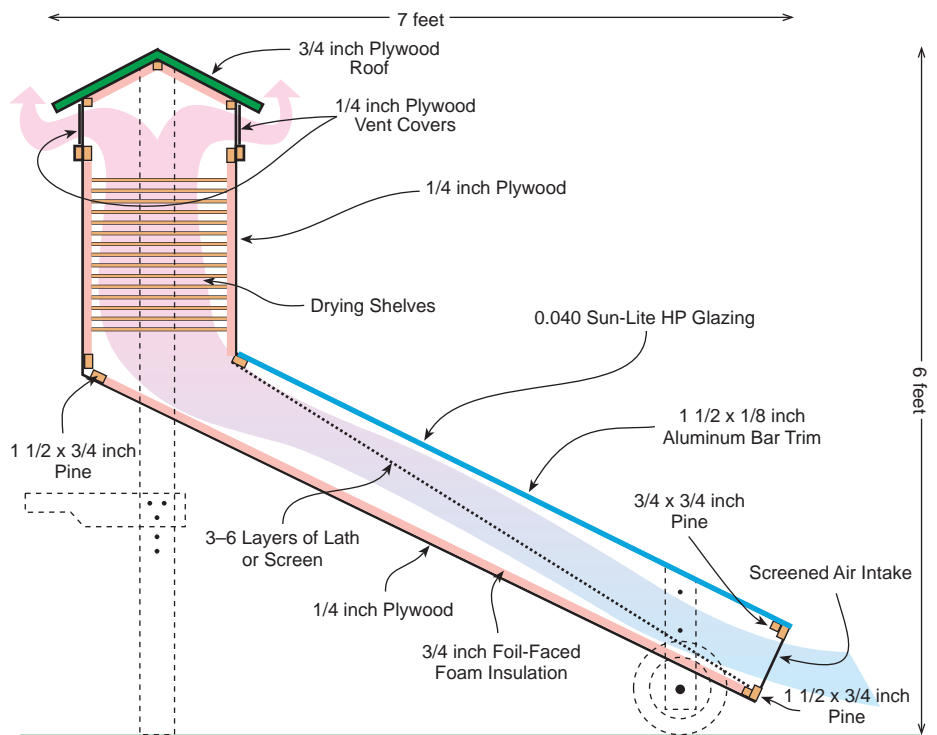 7 feet
3/4 inch Plywood
Roof
1/4 inch Plywood
Vent Covers
1/4 inch Plywood
Drying Shelves
0.040 Sun-Lite HP Glazing
6 feet
1 1/2 x 1/8 inch
Aluminum Bar Trim
1 1/2 x 3/4 inch
Pine
3/4 x 3/4 inch
Pine
3–6 Layers of Lath
or Screen
Screened Air Intake
1/4 inch Plywood
3/4 inch Foil-Faced
Foam Insulation
1 1/2 x 3/4 inch
Pine